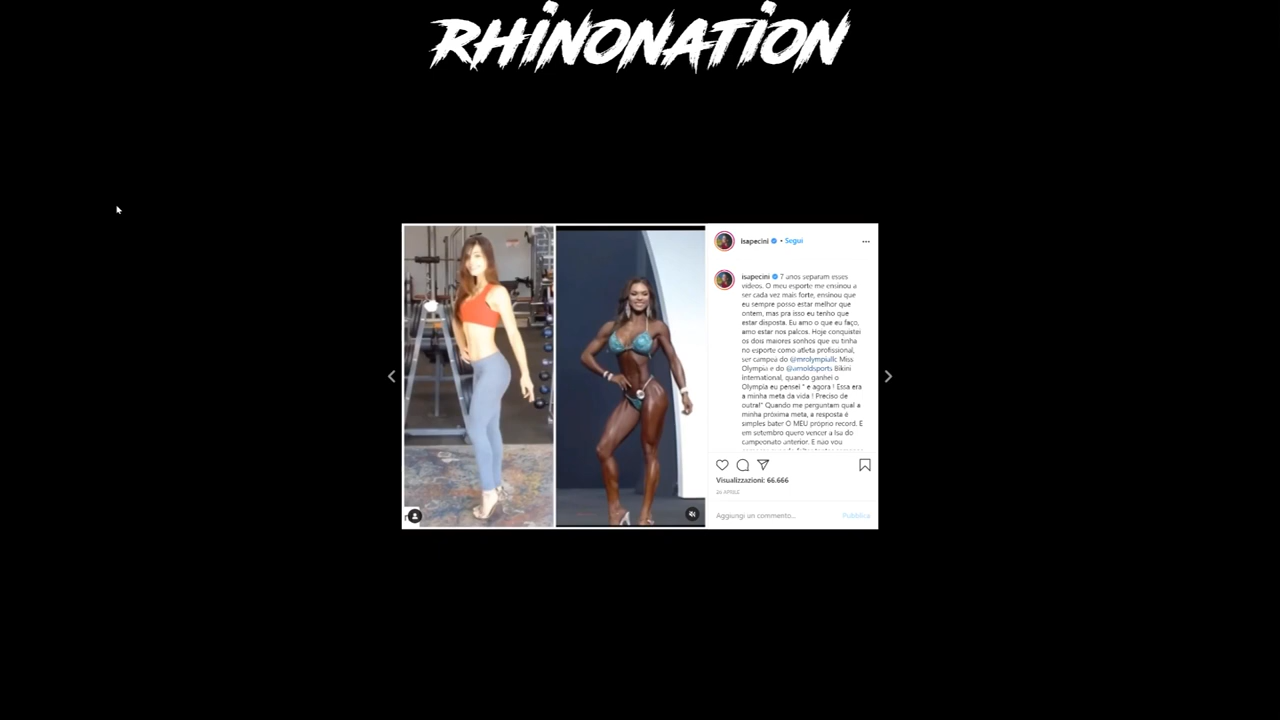 RHINONATION
isapecini • Segui
isapecini 7 anos separam esses
videos. O meu esporte me ensinou a
ser cada vez mais forte, ensinou que
eu sempre posso estar melhor que
ontem, mas pra isso eu tenho que
estar disposta. Eu amo o que eu faço,
amo estar nos palcos. Hoje conquistei
os dois maiores sonhos que eu tinha
no esporte como atleta profissional,
ser campeã do @mrolympiallc Miss
Olympia e do @arnoldsports Bikini
International, quando ganhei o
Olympia eu pensei " e agora ! Essa era
a minha meta da vida ! Preciso de
outra!" Quando me perguntam qual a
minha próxima meta, a resposta é
simples bater O MEU próprio record. E
em setembro quero vencer a Isa do
campeonato anterior. E não vou
Visualizzazioni: 66.666
26 APRILE
Aggiungi un commento... Pubblica